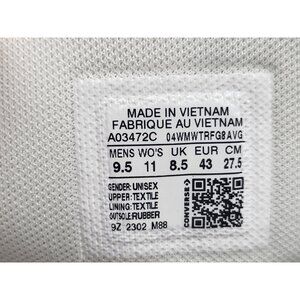 MADE IN VIETNAM
FABRIQUE AU VIETNAM
A03472C 04WMWTRFG8AVG
MENS WO'S UK EUR CM
9.5 11 8.5 43 27.5
GENDER: UNISEX
UPPER: TEXTILE
LINING: TEXTILE
OUTSOLE: RUBBER
9Z 2302 M88
CONVERSE